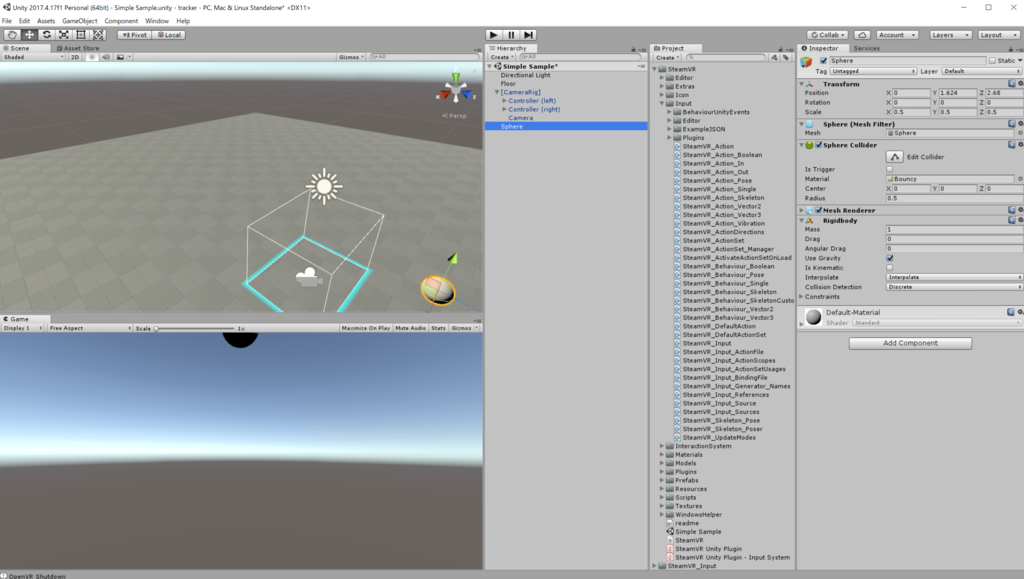 Unity 2017.4.17f1 Personal (64bit) - Simple Sample.unity - tracker - PC, Mac & Linux Standalone* <DX11>
File Edit Assets GameObject Component Window Help
Pivot Local
Collab Account Layers Layout
Scene Asset Store
Shaded 2D Gizmos All
Persp
Game
Display 1 Free Aspect Scale 1x Maximize On Play Mute Audio Stats Gizmos
Hierarchy
Create All
Simple Sample*
Directional Light
Floor
[CameraRig]
Controller (left)
Controller (right)
Camera
Sphere
Project
Create
SteamVR
Editor
Extras
Icon
Input
BehaviourUnityEvents
Editor
ExampleJSON
Plugins
SteamVR_Action
SteamVR_Action_Boolean
SteamVR_Action_In
SteamVR_Action_Out
SteamVR_Action_Pose
SteamVR_Action_Single
SteamVR_Action_Skeleton
SteamVR_Action_Vector2
SteamVR_Action_Vector3
SteamVR_Action_Vibration
SteamVR_ActionDirections
SteamVR_ActionSet
SteamVR_ActionSet_Manager
SteamVR_ActivateActionSetOnLoad
SteamVR_Behaviour_Boolean
SteamVR_Behaviour_Pose
SteamVR_Behaviour_Single
SteamVR_Behaviour_Skeleton
SteamVR_Behaviour_SkeletonCusto
SteamVR_Behaviour_Vector2
SteamVR_Behaviour_Vector3
SteamVR_DefaultAction
SteamVR_DefaultActionSet
SteamVR_Input
SteamVR_Input_ActionFile
SteamVR_Input_ActionScopes
SteamVR_Input_ActionSetUsages
SteamVR_Input_BindingFile
SteamVR_Input_Generator_Names
SteamVR_Input_References
SteamVR_Input_Source
SteamVR_Input_Sources
SteamVR_Skeleton_Pose
SteamVR_Skeleton_Poser
SteamVR_UpdateModes
InteractionSystem
Materials
Models
Plugins
Prefabs
Resources
Scripts
Textures
WindowsHelper
readme
Simple Sample
SteamVR
SteamVR Unity Plugin
SteamVR Unity Plugin - Input System
SteamVR_Input
Inspector Services
Sphere Static
Tag Untagged Layer Default
Transform
Position X 0 Y 1.624 Z 2.68
Rotation X 0 Y 0 Z 0
Scale X 0.5 Y 0.5 Z 0.5
Sphere (Mesh Filter)
Mesh Sphere
Sphere Collider
Edit Collider
Is Trigger
Material Bouncy
Center X 0 Y 0 Z 0
Radius 0.5
Mesh Renderer
Rigidbody
Mass 1
Drag 0
Angular Drag 0
Use Gravity
Is Kinematic
Interpolate Interpolate
Collision Detection Discrete
Constraints
Default-Material
Shader Standard
Add Component
OpenVR Shutdown